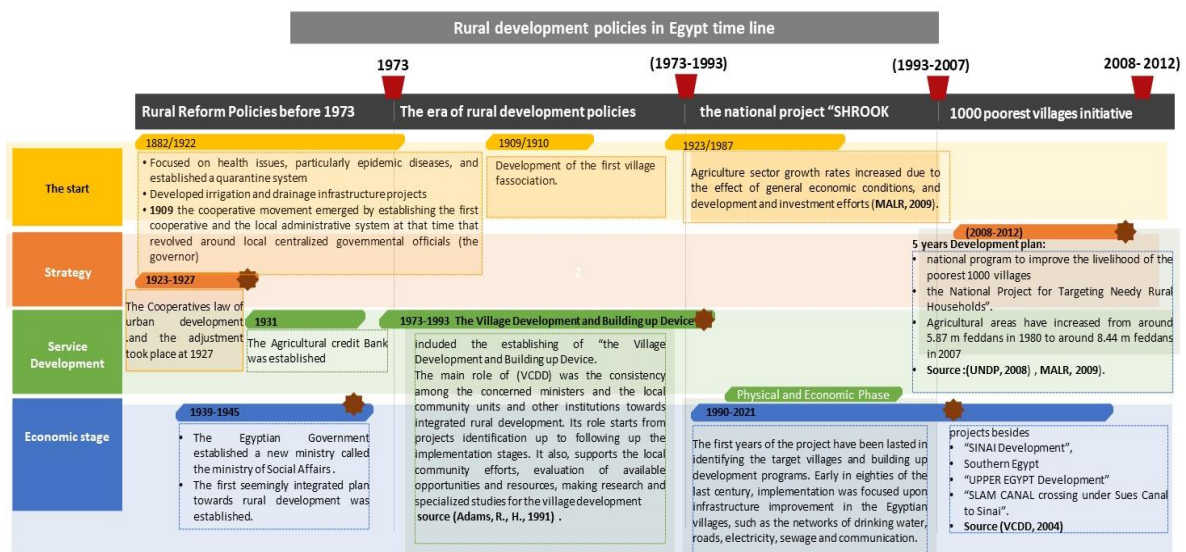 Rural development policies in Egypt time line
1973
(1973-1993)
(1993-2007)
2008- 2012)
Rural Reform Policies before 1973
The era of rural development policies
the national project “SHROOK
1000 poorest villages initiative
The start
1882/1922
• Focused on health issues, particularly epidemic diseases, and
established a quarantine system
• Developed irrigation and drainage infrastructure projects
• 1909 the cooperative movement emerged by establishing the first
cooperative and the local administrative system at that time that
revolved around local centralized governmental officials (the
governor)
1909/1910
Development of the first village
fassociation.
1923/1987
Agriculture sector growth rates increased due to
the effect of general economic conditions, and
development and investment efforts (MALR, 2009).
Strategy
1923-1927
The Cooperatives law of
urban development
.and the adjustment
took place at 1927
Z
(2008-2012)
5 years Development plan:
• national program to improve the livelihood of the
poorest 1000 villages
• the National Project for Targeting Needy Rural
Households”.
• Agricultural areas have increased from around
5.87 m feddans in 1980 to around 8.44 m feddans
in 2007
• Source :(UNDP, 2008) , MALR, 2009).
Service
Development
1931
The Agricultural credit Bank
was established
1973-1993 The Village Development and Building up Device
included the establishing of “the Village
Development and Building up Device.
The main role of (VCDD) was the consistency
among the concerned ministers and the local
community units and other institutions towards
integrated rural development. Its role starts from
projects identification up to following up the
implementation stages. It also, supports the local
community efforts, evaluation of available
opportunities and resources, making research and
specialized studies for the village development
source (Adams, R., H., 1991) .
Physical and Economic Phase
Economic stage
1939-1945
• The Egyptian Government
established a new ministry called
the ministry of Social Affairs .
• The first seemingly integrated plan
towards rural development was
established.
1990-2021
The first years of the project have been lasted in
identifying the target villages and building up
development programs. Early in eighties of the
last century, implementation was focused upon
infrastructure improvement in the Egyptian
villages, such as the networks of drinking water,
roads, electricity, sewage and communication.
projects besides
• “SINAI Development”,
• Southern Egypt
• “UPPER EGYPT Development”
• “SLAM CANAL crossing under Sues Canal
to Sinai”.
• Source (VCDD, 2004)